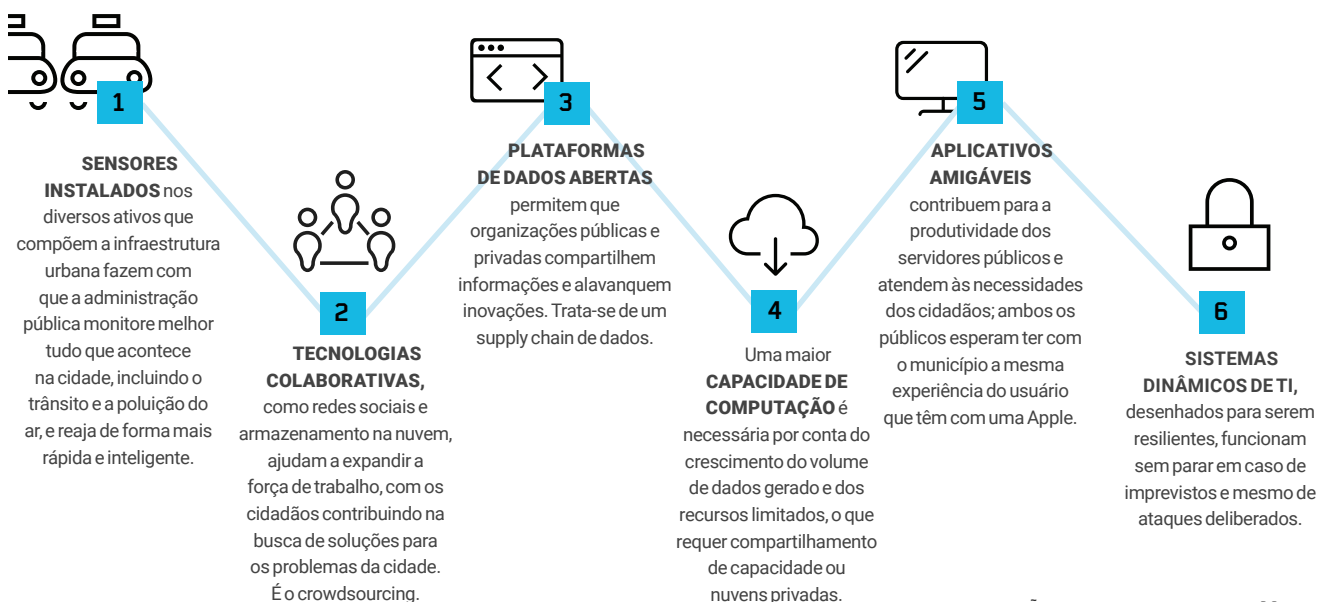 1
SENSORES
INSTALADOS nos
diversos ativos que
compõem a infraestrutura
urbana fazem com
que a administração
pública monitore melhor
tudo que acontece
na cidade, incluindo o
trânsito e a poluição do
ar, e reaja de forma mais
rápida e inteligente.
2
TECNOLOGIAS
COLABORATIVAS,
como redes sociais e
armazenamento na nuvem,
ajudam a expandir a
força de trabalho, com os
cidadãos contribuindo na
busca de soluções para
os problemas da cidade.
É o crowdsourcing.
3
PLATAFORMAS
DE DADOS ABERTAS
permitem que
organizações públicas e
privadas compartilhem
informações e alavanquem
inovações. Trata-se de um
supply chain de dados.
4
Uma maior
CAPACIDADE DE
COMPUTAÇÃO é
necessária por conta do
crescimento do volume
de dados gerado e dos
recursos limitados, o que
requer compartilhamento
de capacidade ou
nuvens privadas.
5
APLICATIVOS
AMIGÁVEIS
contribuem para a
produtividade dos
servidores públicos e
atendem às necessidades
dos cidadãos; ambos os
públicos esperam ter com
o município a mesma
experiência do usuário
que têm com uma Apple.
6
SISTEMAS
DINÂMICOS DE TI,
desenhados para serem
resilientes, funcionam
sem parar em caso de
imprevistos e mesmo de
ataques deliberados.